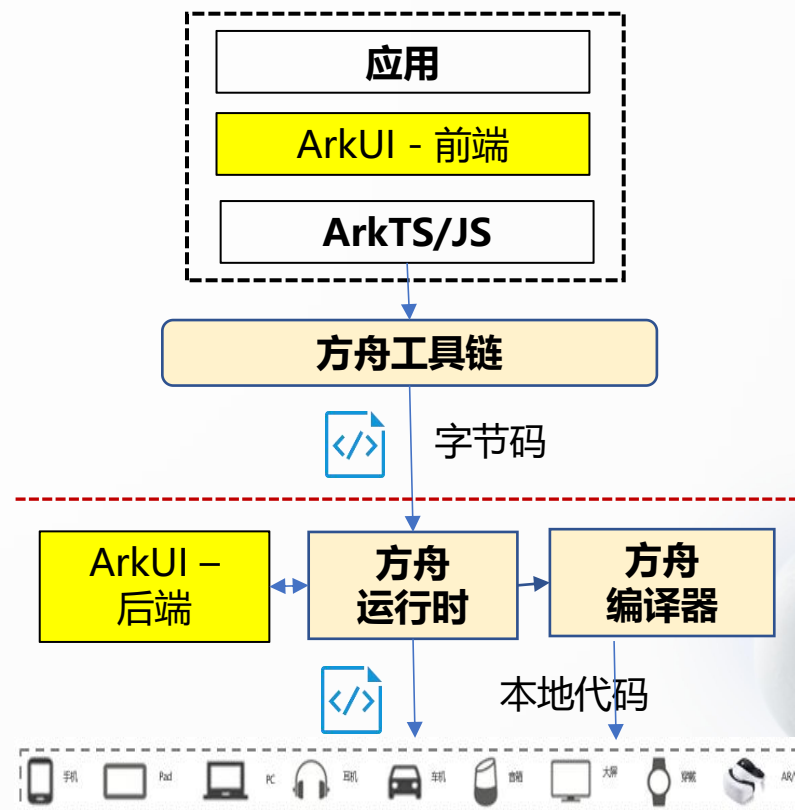 应用
ArkUI - 前端
ArkTS/JS
方舟工具链
</>
字节码
ArkUI –
后端
方舟
运行时
方舟
编译器
</>
本地代码
手机
Pad
PC
耳机
车机
音箱
大屏
穿戴
AR/V